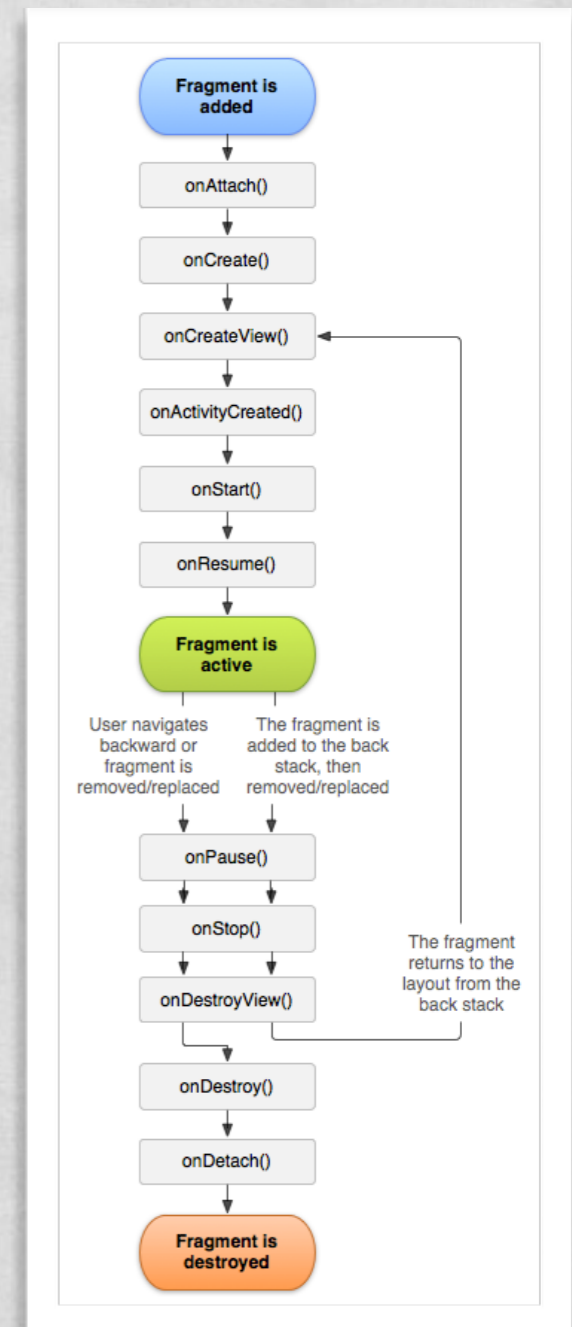 Fragment is
added
onAttach()
onCreate()
onCreateView()
onActivityCreated()
onStart()
onResume()
Fragment is
active
User navigates
backward or
fragment is
removed/replaced
The fragment is
added to the back
stack, then
removed/replaced
onPause()
onStop()
onDestroyView()
The fragment
returns to the
layout from the
back stack
onDestroy()
onDetach()
Fragment is
destroyed